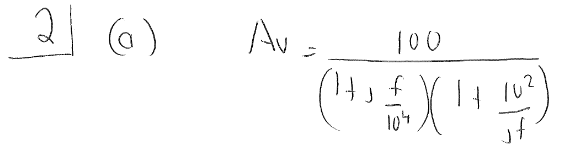 2 (a) Av = 100 / (1 + j f/10^4)(1 + 10^2/jf)